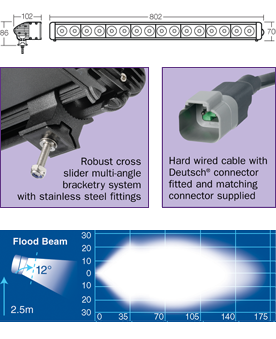 102
802
86
70
Robust cross
slider multi-angle
bracketry system
with stainless steel fittings
Hard wired cable with
Deutsch® connector
fitted and matching
connector supplied
Flood Beam
12°
2.5m
30
20
10
0
10
20
30
0 35 70 105 140 175